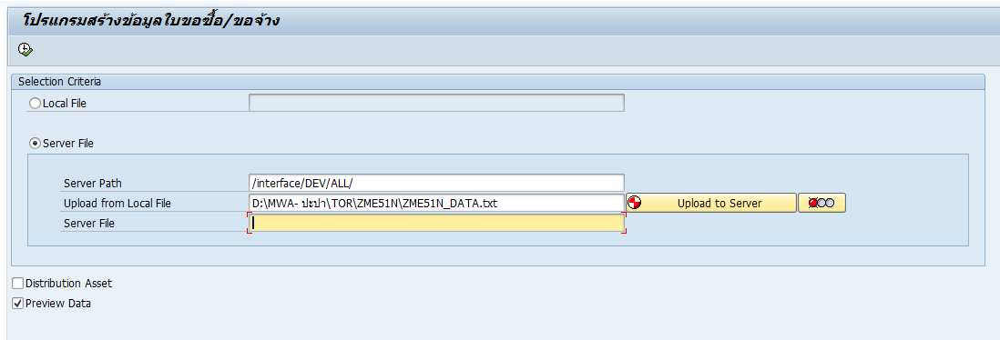 โปรแกรมสร้างข้อมูลใบขอซื้อ/ขอจ้าง
Selection Criteria
Local File
Server File
Server Path /interface/DEV/ALL/
Upload from Local File D:\MWA- ปะปา\TOR\ZME51N\ZME51N_DATA.txt Upload to Server
Server File
Distribution Asset
Preview Data